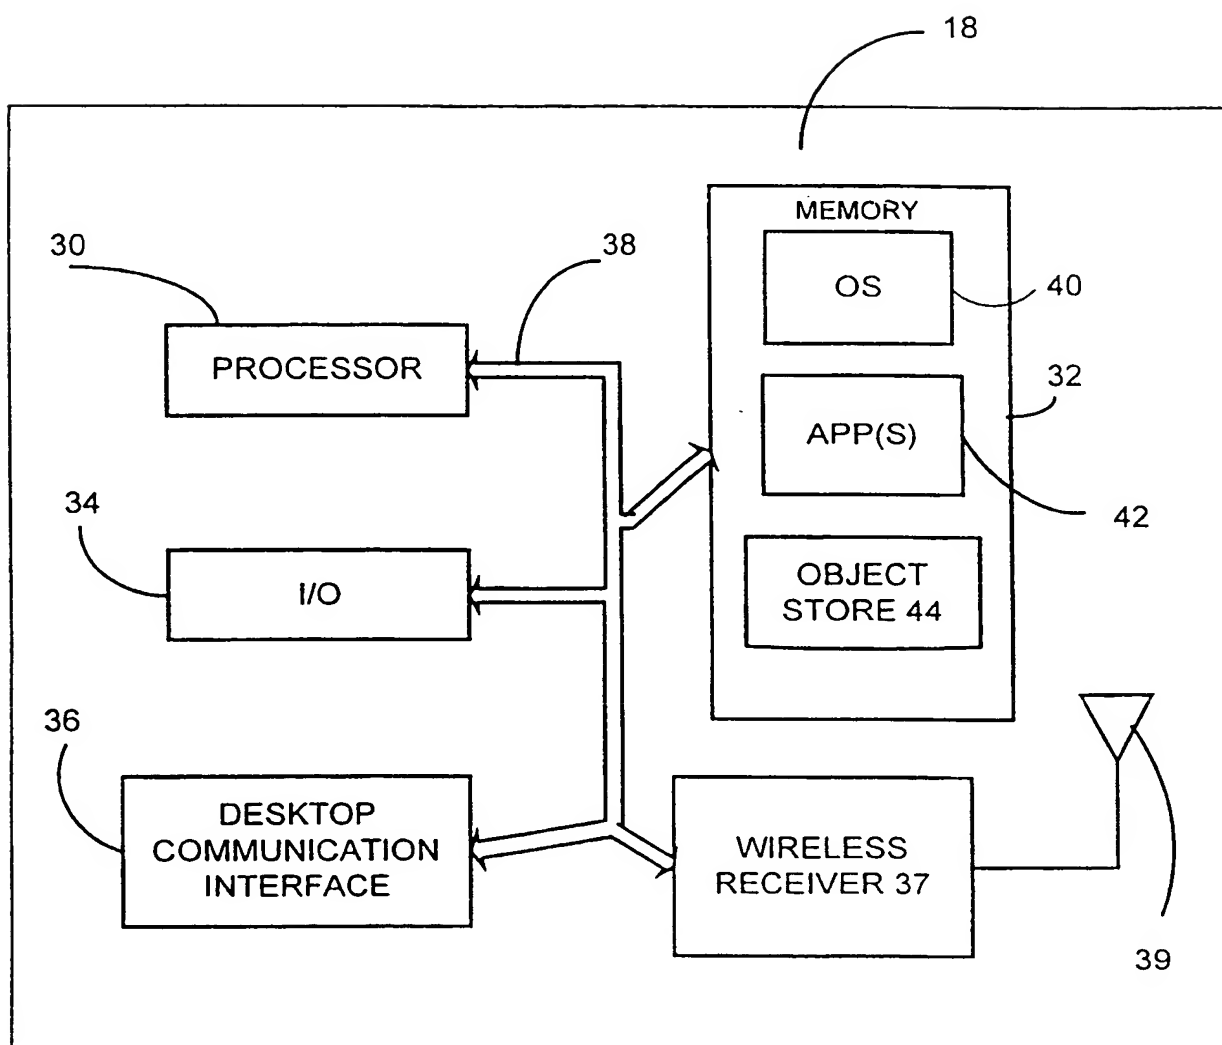 18
MEMORY
30
38
OS
40
PROCESSOR
32
APP(S)
34
42
I/O
OBJECT
STORE 44
36
DESKTOP
COMMUNICATION
INTERFACE
WIRELESS
RECEIVER 37
39